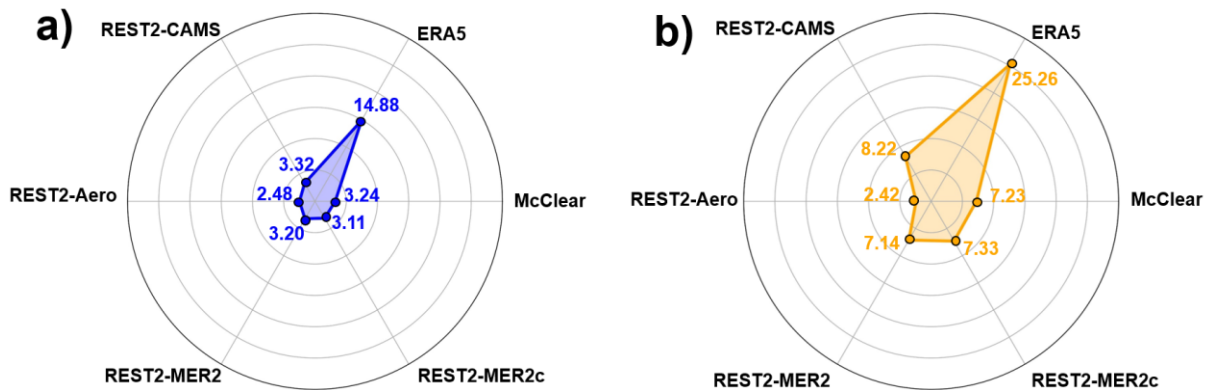 a)
REST2-CAMS
ERA5
14.88
3.32
2.48
3.24
REST2-Aero
McClear
3.20
3.11
REST2-MER2
REST2-MER2c
b)
REST2-CAMS
ERA5
25.26
8.22
2.42
7.23
REST2-Aero
McClear
7.14
7.33
REST2-MER2
REST2-MER2c